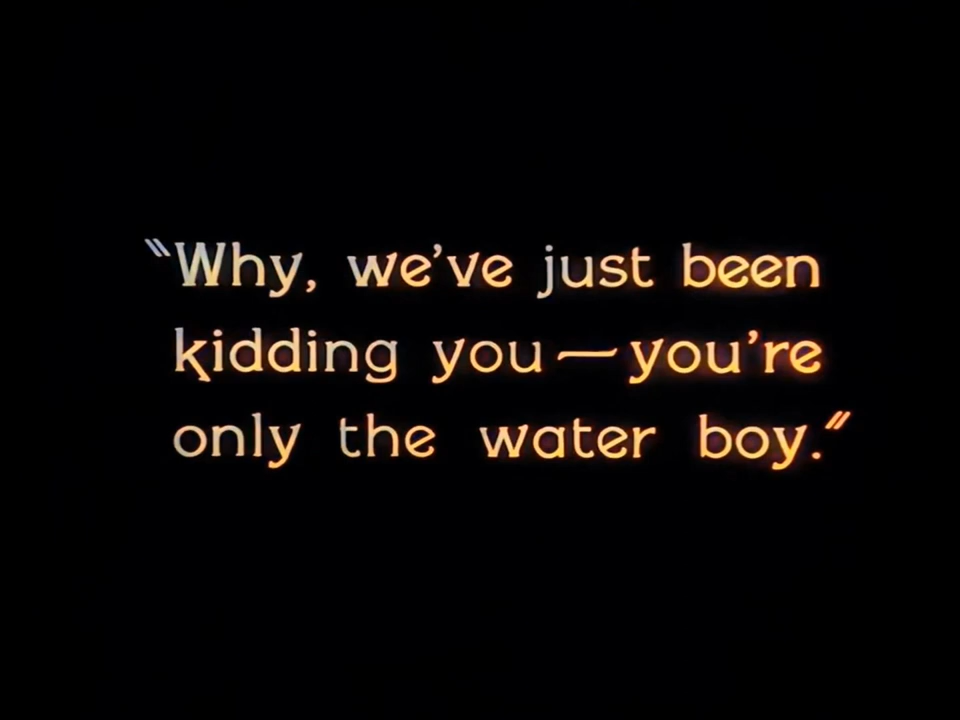 "Why, we've just been
kidding you — you're
only the water boy."